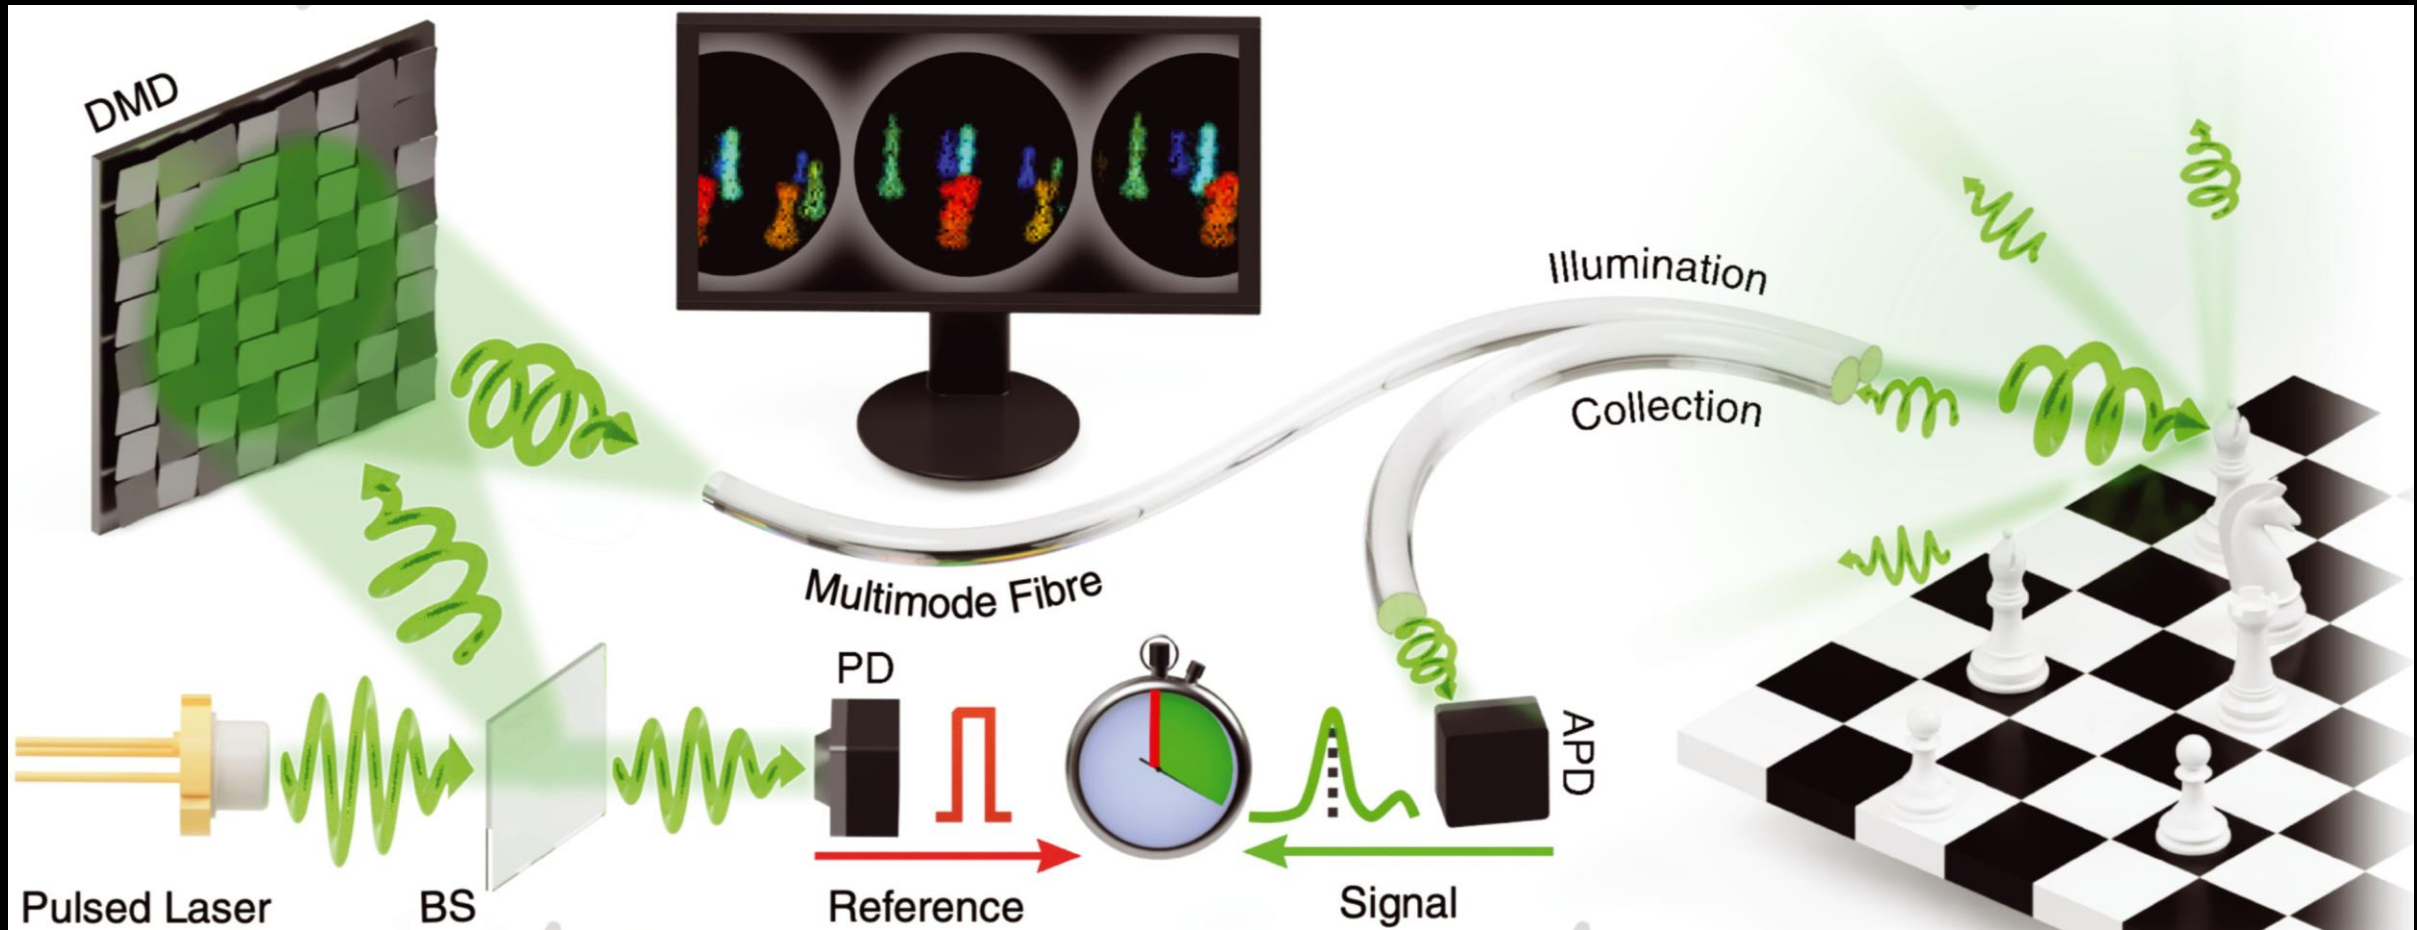 DMD
Illumination
Collection
Multimode Fibre
PD
APD
Pulsed Laser
BS
Reference
Signal